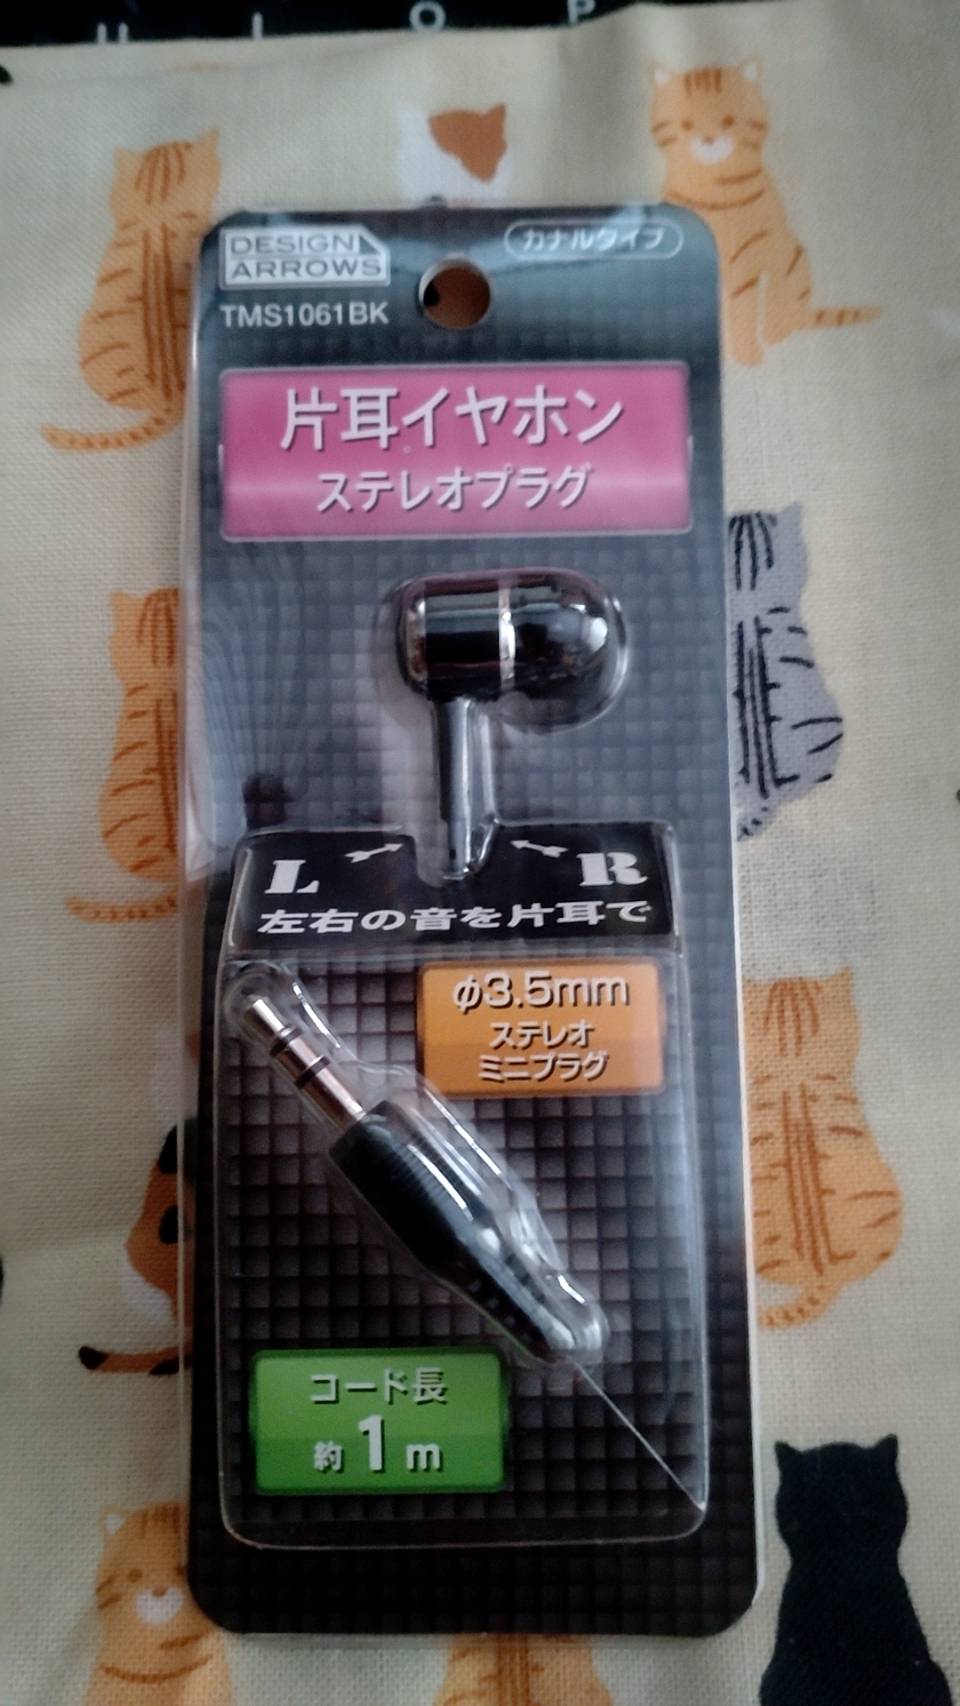 U I O P
DESIGN
ARROWS
カナルタイプ
TMS1061BK
片耳イヤホン
ステレオプラグ
L R
左右の音を片耳で
φ3.5mm
ステレオ
ミニプラグ
コード長
約1m